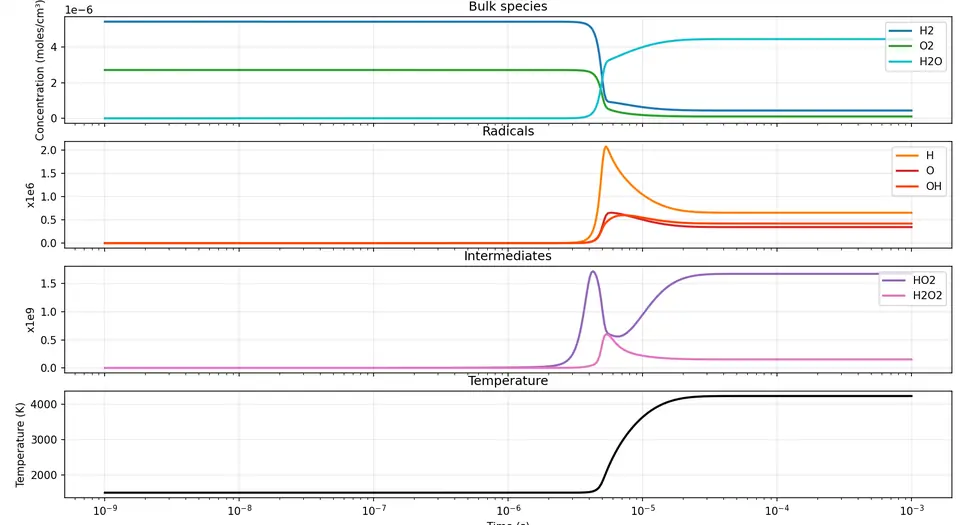 Bulk species
1e−6
Concentration (moles/cm³)
4
2
0
H2
O2
H2O
Radicals
x1e6
2.0
1.5
1.0
0.5
0.0
H
O
OH
Intermediates
x1e9
1.5
1.0
0.5
0.0
HO2
H2O2
Temperature
Temperature (K)
4000
3000
2000
10⁻⁹ 10⁻⁸ 10⁻⁷ 10⁻⁶ 10⁻⁵ 10⁻⁴ 10⁻³
Time (s)